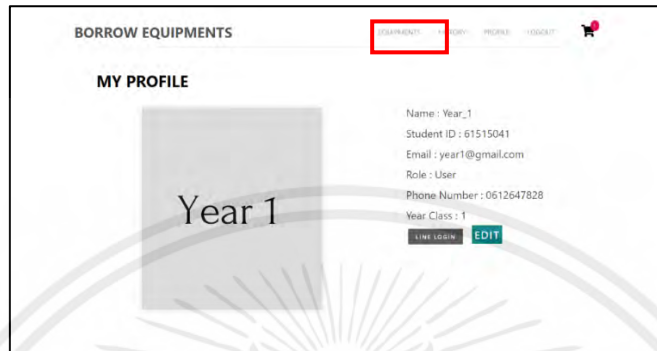 BORROW EQUIPMENTS
EQUIPMENTS HISTORY PROFILE LOGOUT
MY PROFILE
Name : Year_1
Student ID : 61515041
Email : year1@gmail.com
Role : User
Phone Number : 0612647828
Year Class : 1
LINE LOGIN EDIT
Year 1